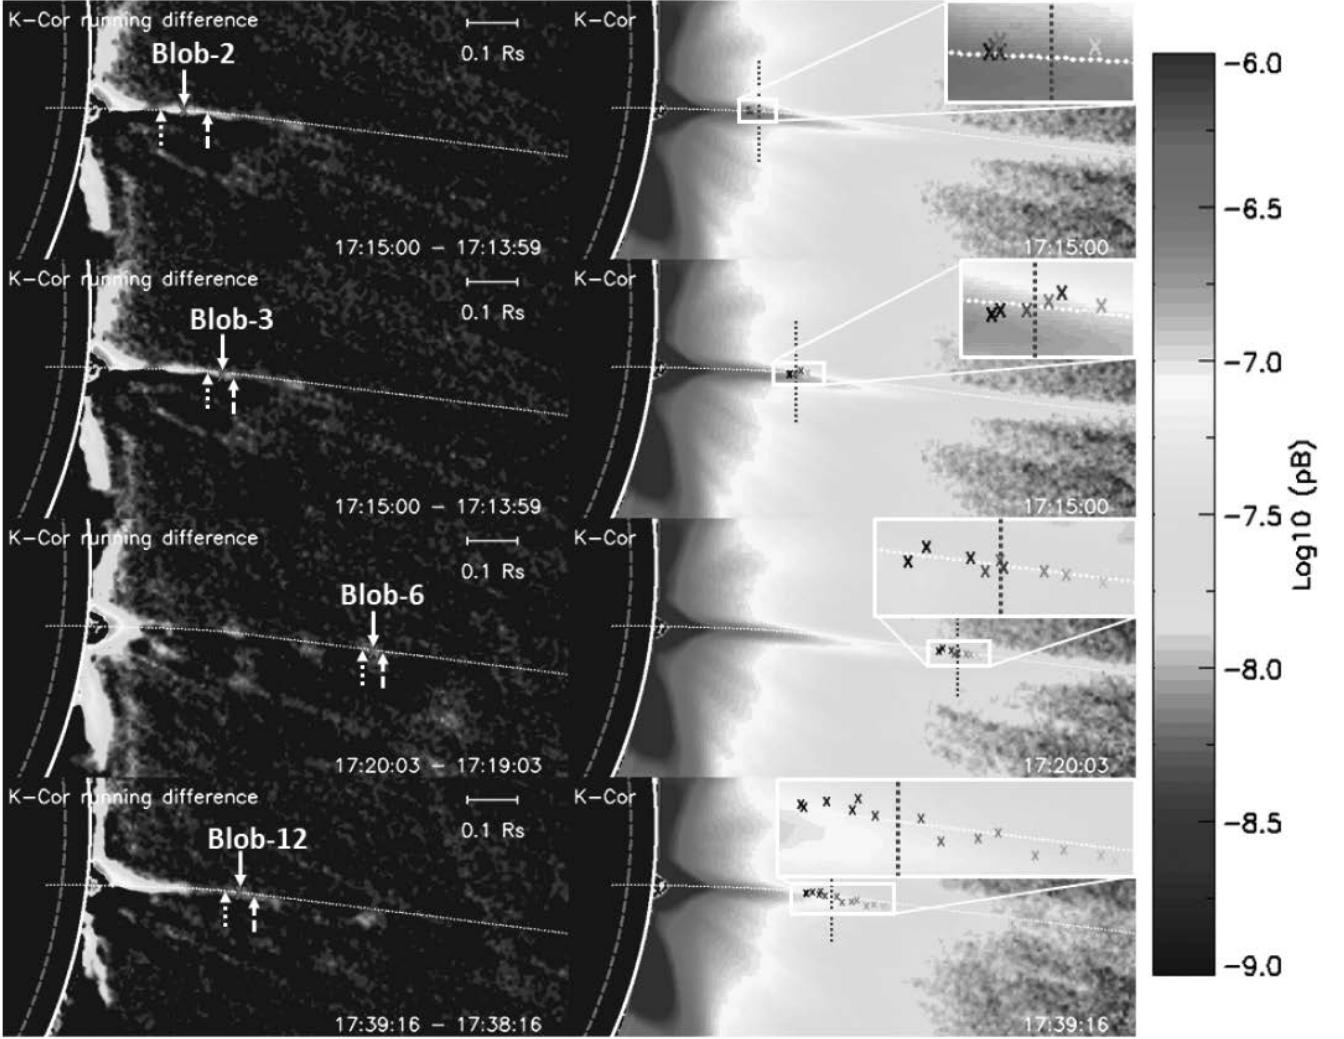 K-Cor running difference
0.1 Rs
Blob-2
17:15:00 – 17:13:59
K-Cor
17:15:00
K-Cor running difference
0.1 Rs
Blob-3
17:15:00 – 17:13:59
K-Cor
17:15:00
K-Cor running difference
0.1 Rs
Blob-6
17:20:03 – 17:19:03
K-Cor
17:20:03
K-Cor running difference
0.1 Rs
Blob-12
17:39:16 – 17:38:16
K-Cor
17:39:16
-6.0
-6.5
-7.0
-7.5
-8.0
-8.5
-9.0
Log10 (pB)